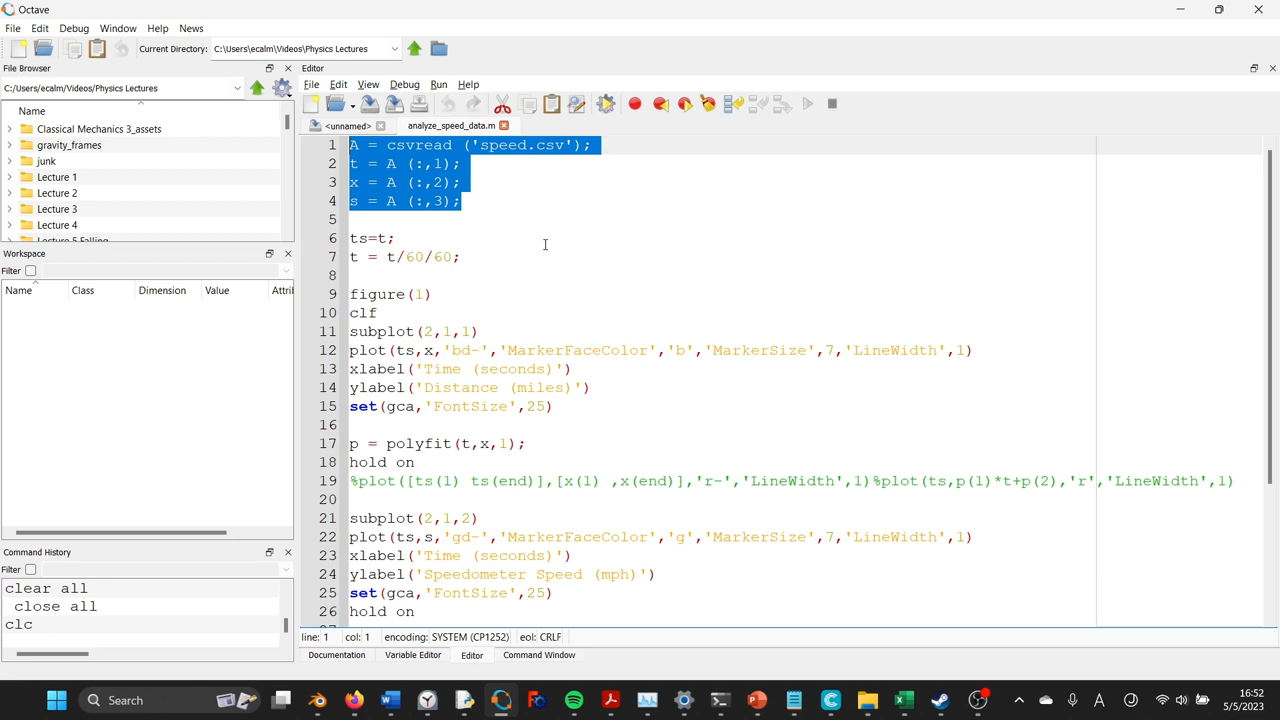 Octave
File Edit Debug Window Help News
Current Directory: C:\Users\ecalm\Videos\Physics Lectures
File Browser
C:/Users/ecalm/Videos/Physics Lectures
Name
Classical Mechanics 3_assets
gravity_frames
junk
Lecture 1
Lecture 2
Lecture 3
Lecture 4
Lecture 5 Falling
Workspace
Filter
Name Class Dimension Value Attri
Command History
Filter
clear all
close all
clc
Editor
File Edit View Debug Run Help
<unnamed> analyze_speed_data.m
1 A = csvread ('speed.csv');
2 t = A (:,1);
3 x = A (:,2);
4 s = A (:,3);
5
6 ts=t;
7 t = t/60/60;
8
9 figure(1)
10 clf
11 subplot(2,1,1)
12 plot(ts,x,'bd-','MarkerFaceColor','b','MarkerSize',7,'LineWidth',1)
13 xlabel('Time (seconds)')
14 ylabel('Distance (miles)')
15 set(gca,'FontSize',25)
16
17 p = polyfit(t,x,1);
18 hold on
19 %plot([ts(1) ts(end)],[x(1) ,x(end)],'r-','LineWidth',1)%plot(ts,p(1)*t+p(2),'r','LineWidth',1)
20
21 subplot(2,1,2)
22 plot(ts,s,'gd-','MarkerFaceColor','g','MarkerSize',7,'LineWidth',1)
23 xlabel('Time (seconds)')
24 ylabel('Speedometer Speed (mph)')
25 set(gca,'FontSize',25)
26 hold on
line: 1 col: 1 encoding: SYSTEM (CP1252) eol: CRLF
Documentation Variable Editor Editor Command Window
Search
16:52
5/5/2023